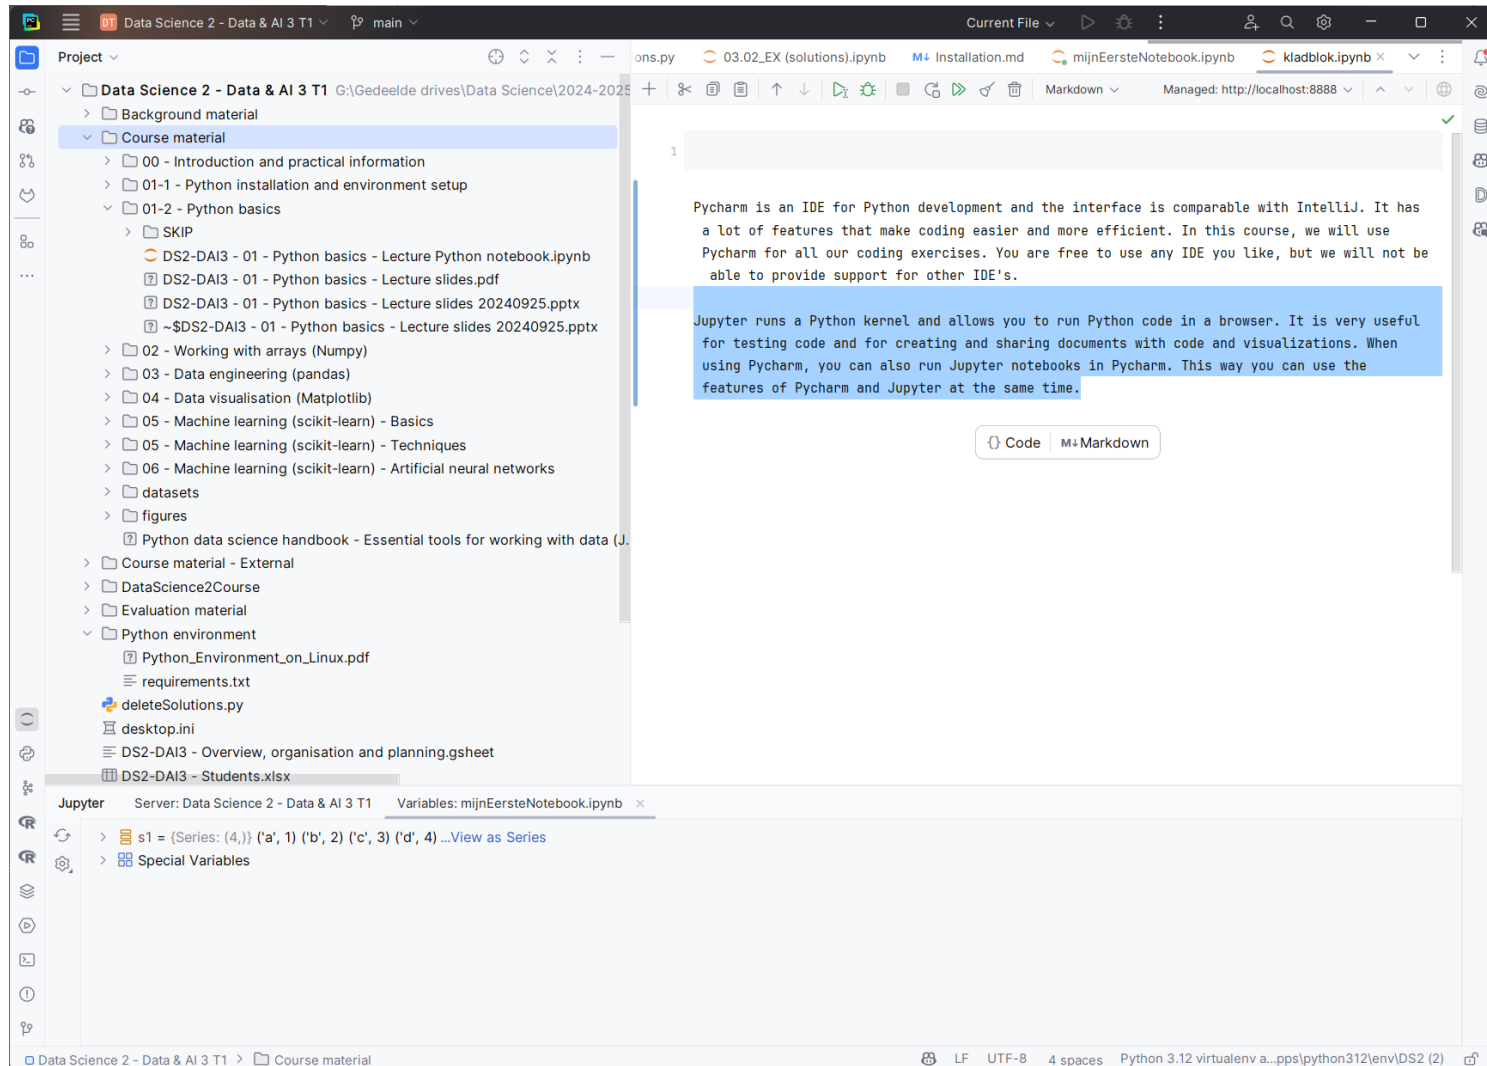 PC
DT Data Science 2 - Data & AI 3 T1
main
Current File
Project
ons.py
03.02_EX (solutions).ipynb
M↓ Installation.md
mijnEersteNotebook.ipynb
kladblok.ipynb
Data Science 2 - Data & AI 3 T1 G:\Gedeelde drives\Data Science\2024-2025
Markdown
Managed: http://localhost:8888
Background material
Course material
00 - Introduction and practical information
01-1 - Python installation and environment setup
01-2 - Python basics
SKIP
DS2-DAI3 - 01 - Python basics - Lecture Python notebook.ipynb
DS2-DAI3 - 01 - Python basics - Lecture slides.pdf
DS2-DAI3 - 01 - Python basics - Lecture slides 20240925.pptx
~$DS2-DAI3 - 01 - Python basics - Lecture slides 20240925.pptx
02 - Working with arrays (Numpy)
03 - Data engineering (pandas)
04 - Data visualisation (Matplotlib)
05 - Machine learning (scikit-learn) - Basics
05 - Machine learning (scikit-learn) - Techniques
06 - Machine learning (scikit-learn) - Artificial neural networks
datasets
figures
Python data science handbook - Essential tools for working with data (J.
Course material - External
DataScience2Course
Evaluation material
Python environment
Python_Environment_on_Linux.pdf
requirements.txt
deleteSolutions.py
desktop.ini
DS2-DAI3 - Overview, organisation and planning.gsheet
DS2-DAI3 - Students.xlsx
1
Pycharm is an IDE for Python development and the interface is comparable with IntelliJ. It has
a lot of features that make coding easier and more efficient. In this course, we will use
Pycharm for all our coding exercises. You are free to use any IDE you like, but we will not be
able to provide support for other IDE's.
Jupyter runs a Python kernel and allows you to run Python code in a browser. It is very useful
for testing code and for creating and sharing documents with code and visualizations. When
using Pycharm, you can also run Jupyter notebooks in Pycharm. This way you can use the
features of Pycharm and Jupyter at the same time.
{} Code
M↓ Markdown
Jupyter
Server: Data Science 2 - Data & AI 3 T1
Variables: mijnEersteNotebook.ipynb
s1 = {Series: (4,)} ('a', 1) ('b', 2) ('c', 3) ('d', 4) ...View as Series
Special Variables
Data Science 2 - Data & AI 3 T1 > Course material
LF
UTF-8
4 spaces
Python 3.12 virtualenv a...pps\python312\env\DS2 (2)